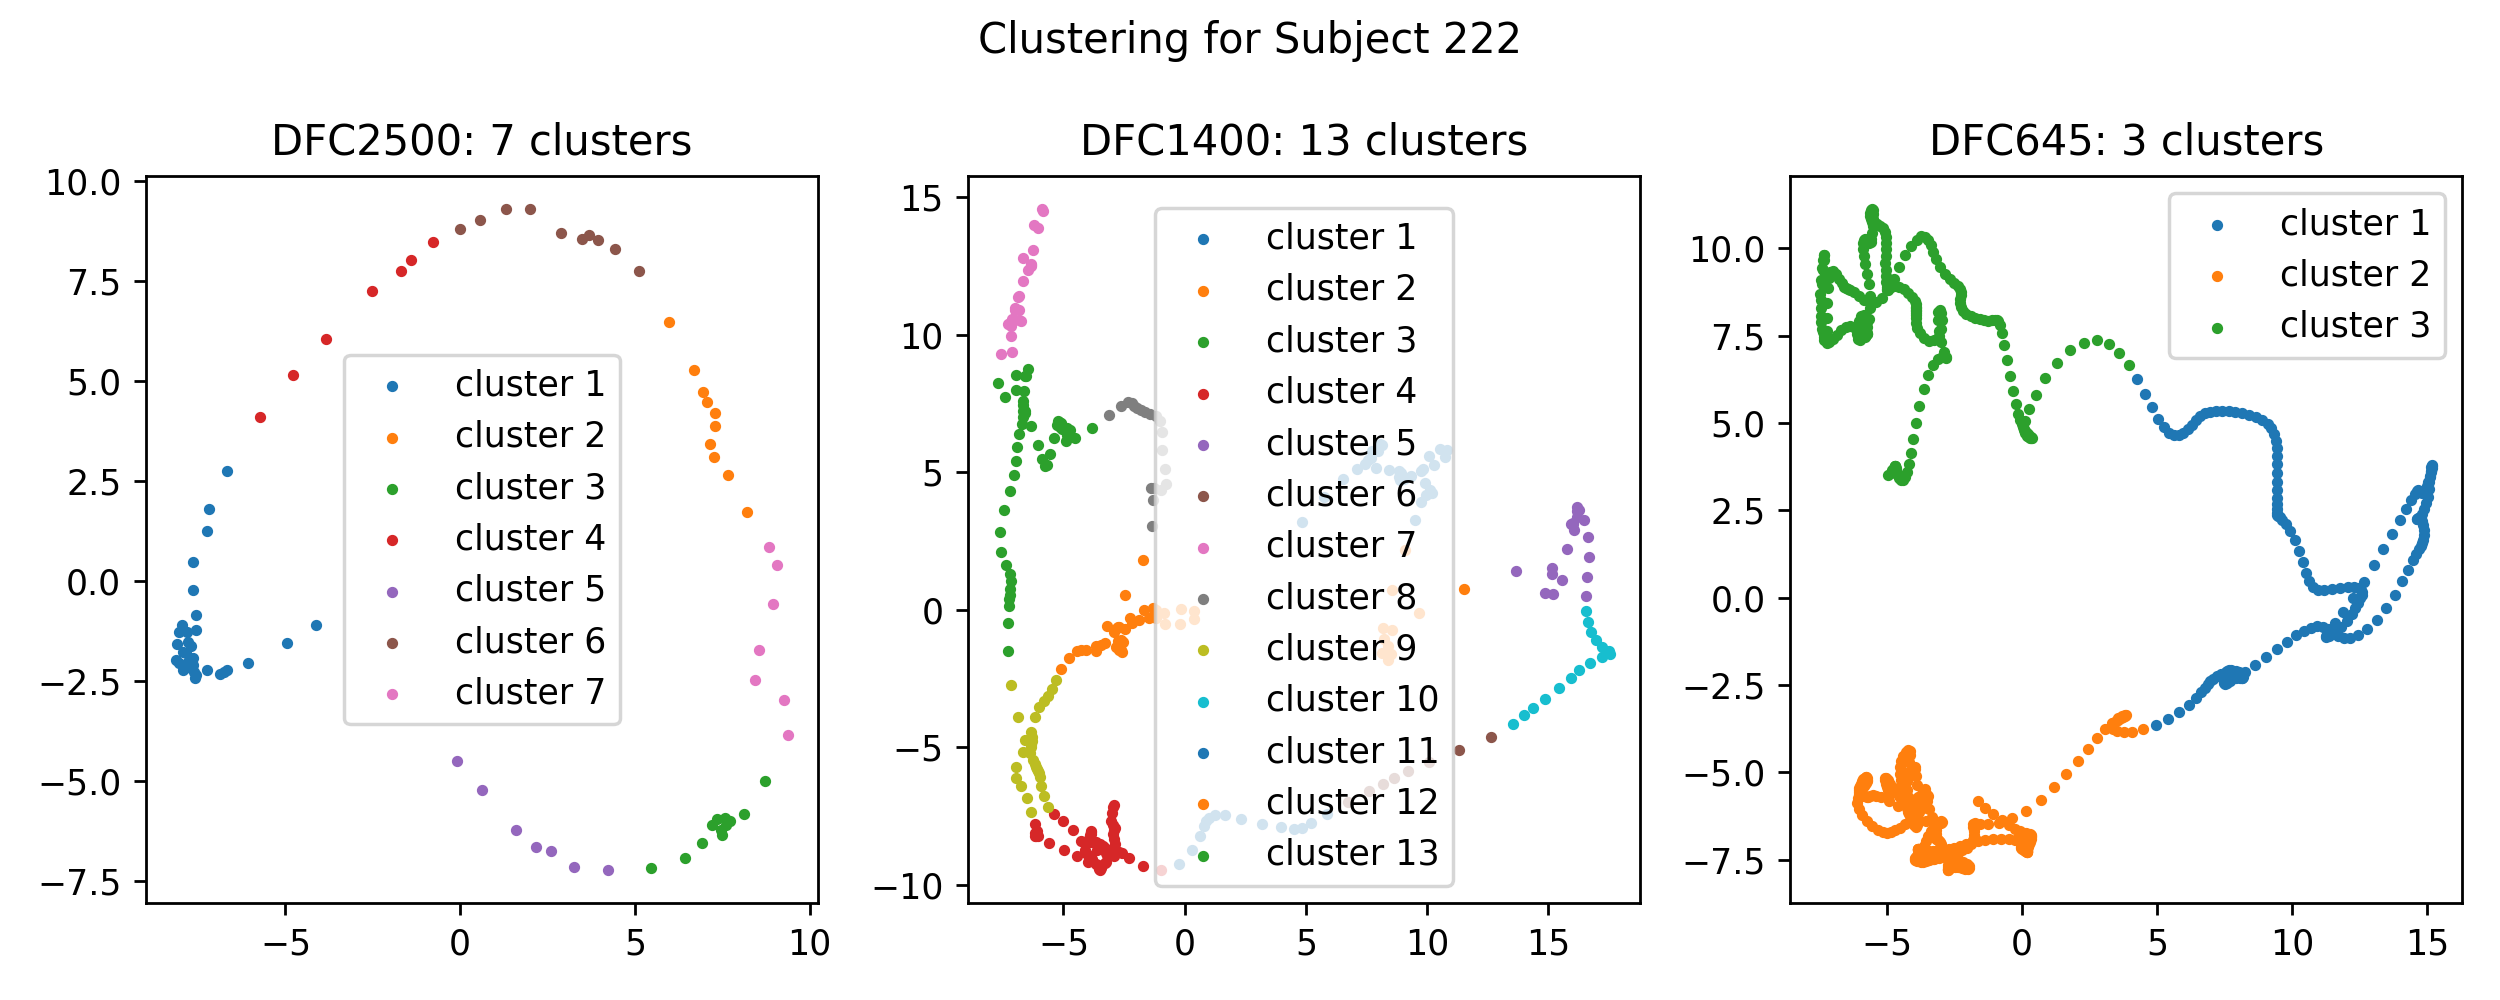 Clustering for Subject 222
DFC2500: 7 clusters
10.0
7.5
5.0
2.5
0.0
−2.5
−5.0
−7.5
−5
0
5
10
cluster 1
cluster 2
cluster 3
cluster 4
cluster 5
cluster 6
cluster 7
DFC1400: 13 clusters
15
10
5
0
−5
−10
−5
0
5
10
15
cluster 1
cluster 2
cluster 3
cluster 4
cluster 5
cluster 6
cluster 7
cluster 8
cluster 9
cluster 10
cluster 11
cluster 12
cluster 13
DFC645: 3 clusters
10.0
7.5
5.0
2.5
0.0
−2.5
−5.0
−7.5
−5
0
5
10
15
cluster 1
cluster 2
cluster 3